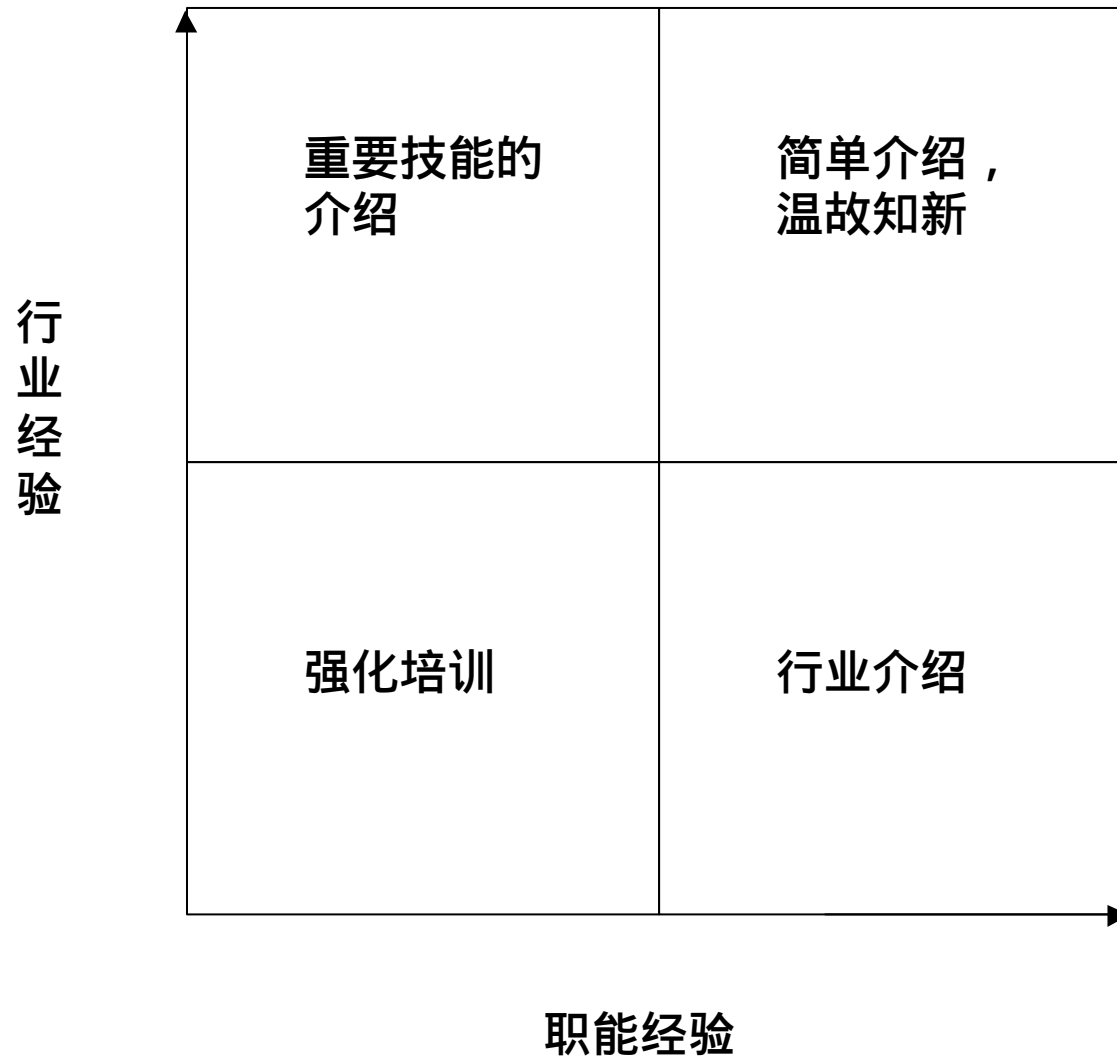 重要技能的
介绍
简单介绍，
温故知新
行业经验
强化培训
行业介绍
职能经验